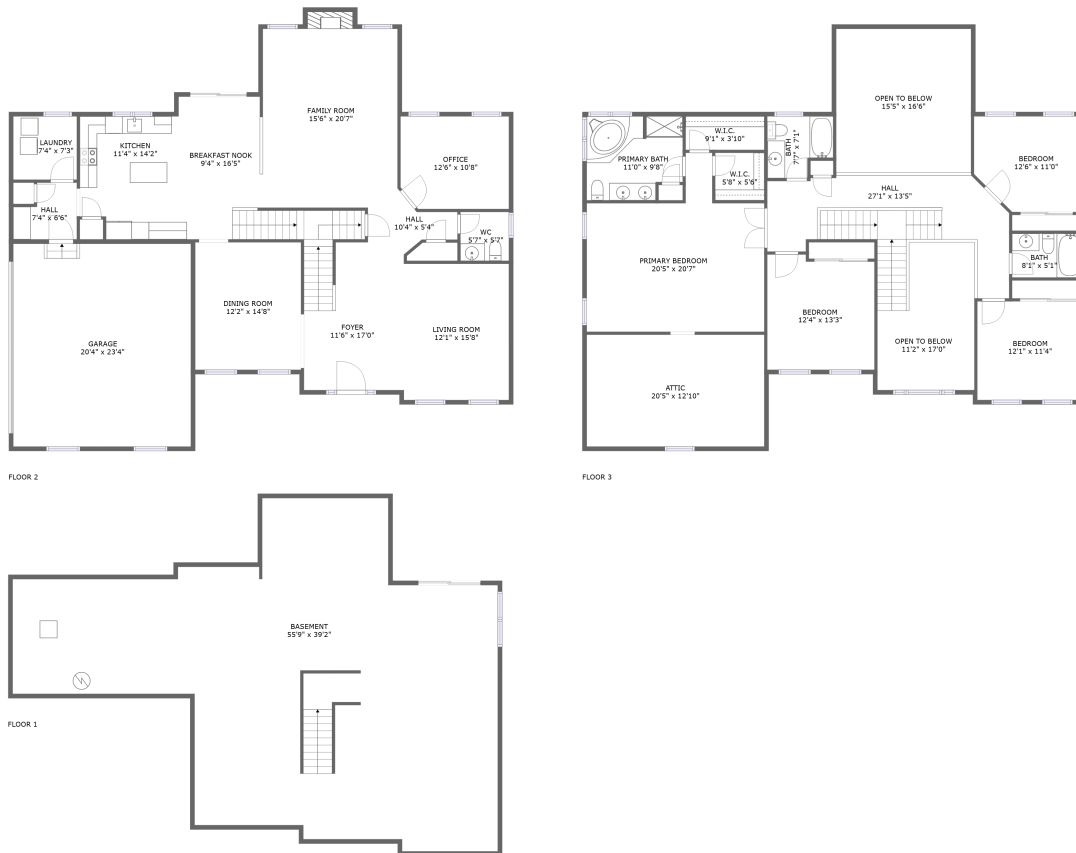 FAMILY ROOM
15'6" x 20'7"
LAUNDRY
7'4" x 7'3"
KITCHEN
11'4" x 14'2"
BREAKFAST NOOK
9'4" x 16'5"
OFFICE
12'6" x 10'8"
HALL
7'4" x 6'6"
HALL
10'4" x 5'4"
WC
5'7" x 5'7"
DINING ROOM
12'2" x 14'8"
FOYER
11'6" x 17'0"
LIVING ROOM
12'1" x 15'8"
GARAGE
20'4" x 23'4"
FLOOR 2
OPEN TO BELOW
15'5" x 16'6"
W.I.C.
9'1" x 3'10"
BATH
7'7" x 7'1"
PRIMARY BATH
11'0" x 9'8"
W.I.C.
5'8" x 5'6"
BEDROOM
12'6" x 11'0"
HALL
27'1" x 13'5"
PRIMARY BEDROOM
20'5" x 20'7"
BATH
8'1" x 5'1"
BEDROOM
12'4" x 13'3"
OPEN TO BELOW
11'2" x 17'0"
BEDROOM
12'1" x 11'4"
ATTIC
20'5" x 12'10"
FLOOR 3
BASEMENT
55'9" x 39'2"
FLOOR 1